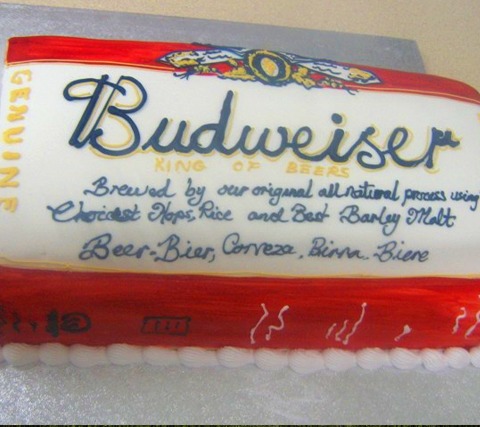 GENUINE
Budweiser
KING OF BEERS
Brewed by our original all natural process using
Choicest Hops, Rice and Best Barley Malt
Beer-Bier, Corveza, Birra Biere